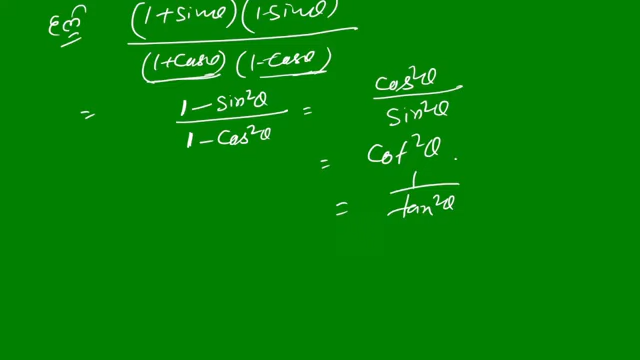 (1+Sinθ)(1-Sinθ)
(1+Cosθ) (1-Cosθ)
= 1-Sin²θ / 1-Cos²θ = Cos²θ / Sin²θ
= Cot²θ.
= 1 / tan²θ